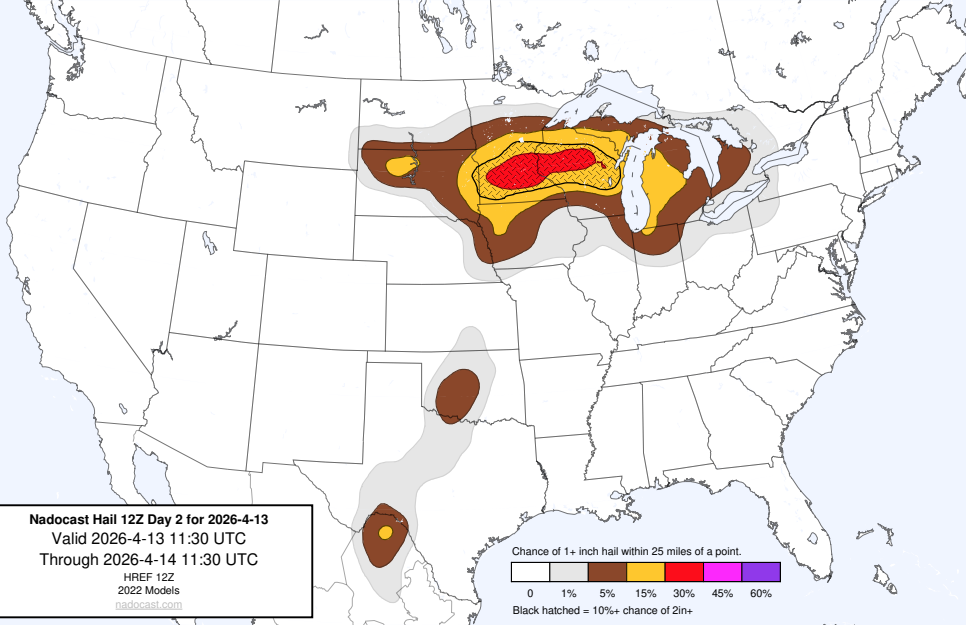 Nadocast Hail 12Z Day 2 for 2026-4-13
Valid 2026-4-13 11:30 UTC
Through 2026-4-14 11:30 UTC
HREF 12Z
2022 Models
nadocast.com
Chance of 1+ inch hail within 25 miles of a point.
0 1% 5% 15% 30% 45% 60%
Black hatched = 10%+ chance of 2in+